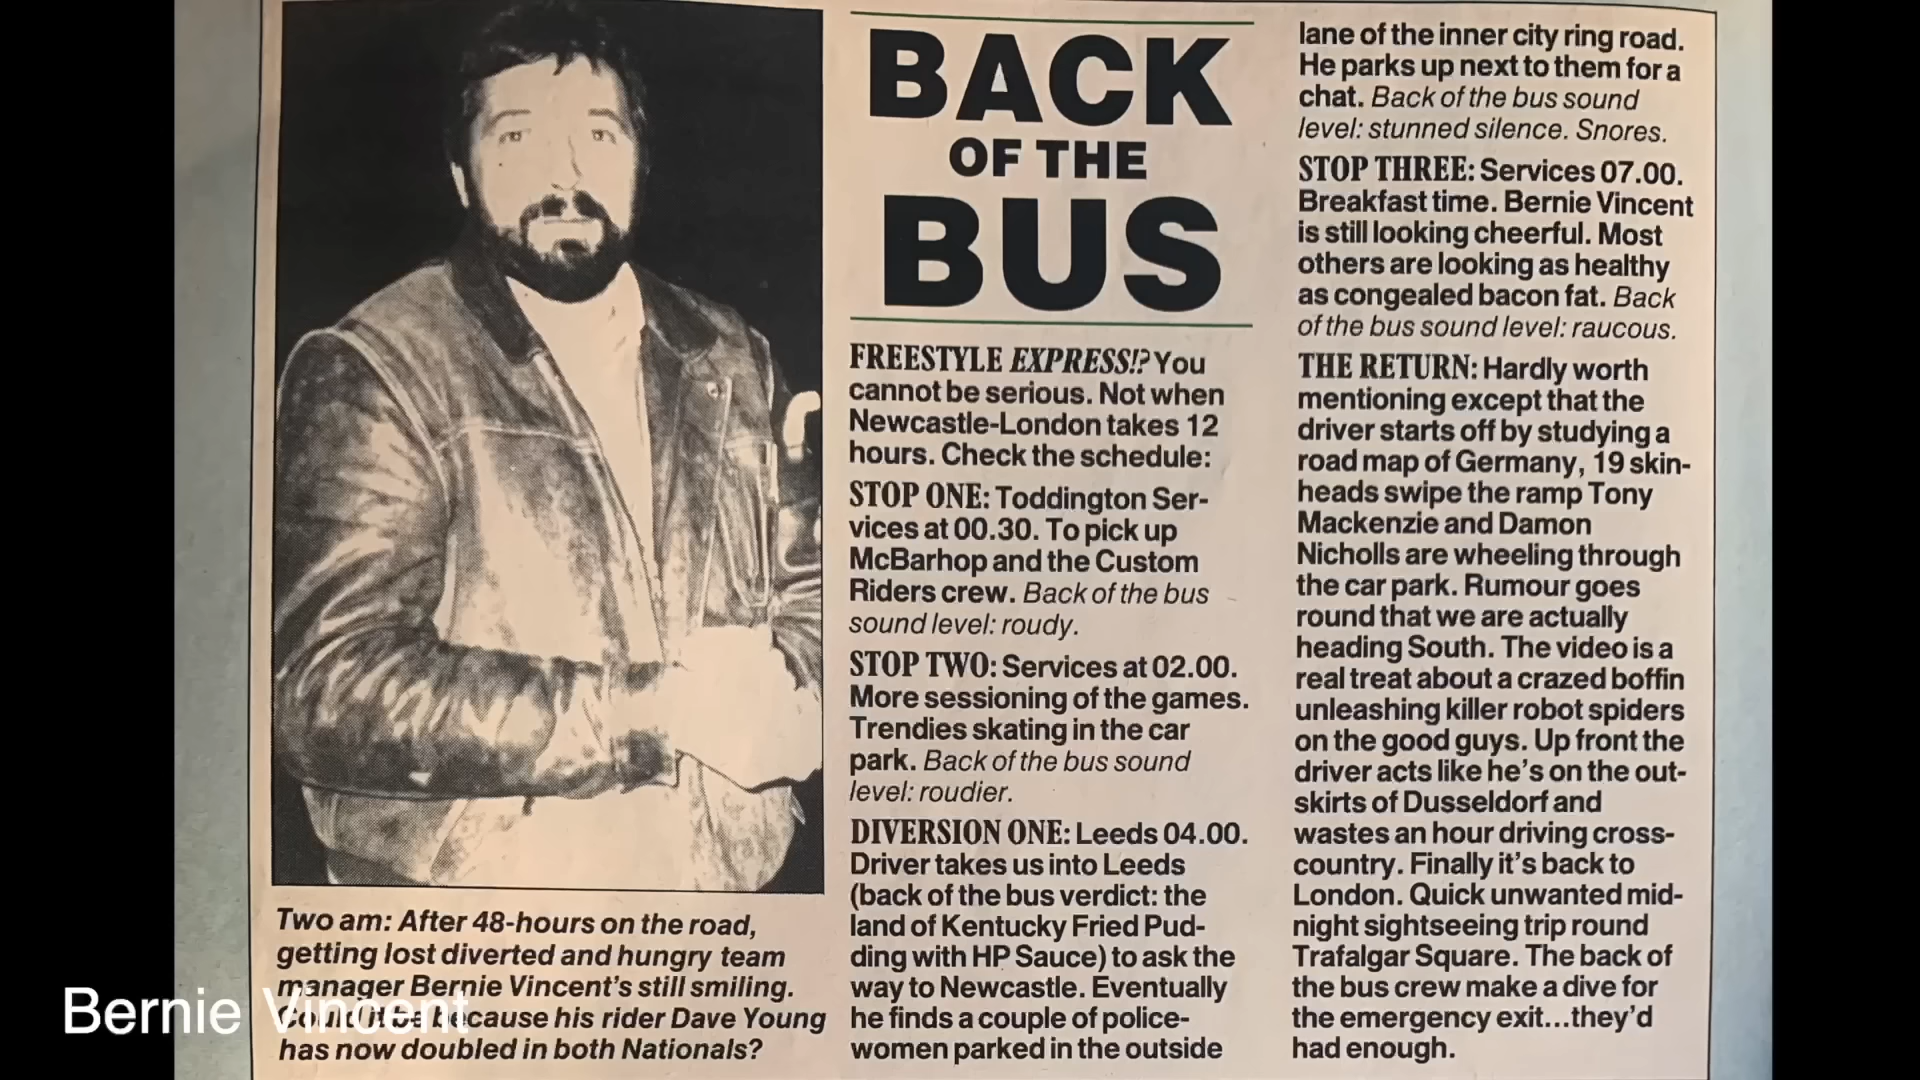 BACK
OF THE
BUS
FREESTYLE EXPRESS!? You
cannot be serious. Not when
Newcastle-London takes 12
hours. Check the schedule:
STOP ONE: Toddington Ser-
vices at 00.30. To pick up
McBarhop and the Custom
Riders crew. Back of the bus
sound level: roudy.
STOP TWO: Services at 02.00.
More sessioning of the games.
Trendies skating in the car
park. Back of the bus sound
level: roudier.
DIVERSION ONE: Leeds 04.00.
Driver takes us into Leeds
(back of the bus verdict: the
land of Kentucky Fried Pud-
ding with HP Sauce) to ask the
way to Newcastle. Eventually
he finds a couple of police-
women parked in the outside
lane of the inner city ring road.
He parks up next to them for a
chat. Back of the bus sound
level: stunned silence. Snores.
STOP THREE: Services 07.00.
Breakfast time. Bernie Vincent
is still looking cheerful. Most
others are looking as healthy
as congealed bacon fat. Back
of the bus sound level: raucous.
THE RETURN: Hardly worth
mentioning except that the
driver starts off by studying a
road map of Germany, 19 skin-
heads swipe the ramp Tony
Mackenzie and Damon
Nicholls are wheeling through
the car park. Rumour goes
round that we are actually
heading South. The video is a
real treat about a crazed boffin
unleashing killer robot spiders
on the good guys. Up front the
driver acts like he's on the out-
skirts of Dusseldorf and
wastes an hour driving cross-
country. Finally it's back to
London. Quick unwanted mid-
night sightseeing trip round
Trafalgar Square. The back of
the bus crew make a dive for
the emergency exit...they'd
had enough.
Two am: After 48-hours on the road,
getting lost diverted and hungry team
manager Bernie Vincent's still smiling.
Could it be because his rider Dave Young
has now doubled in both Nationals?
Bernie Vincent